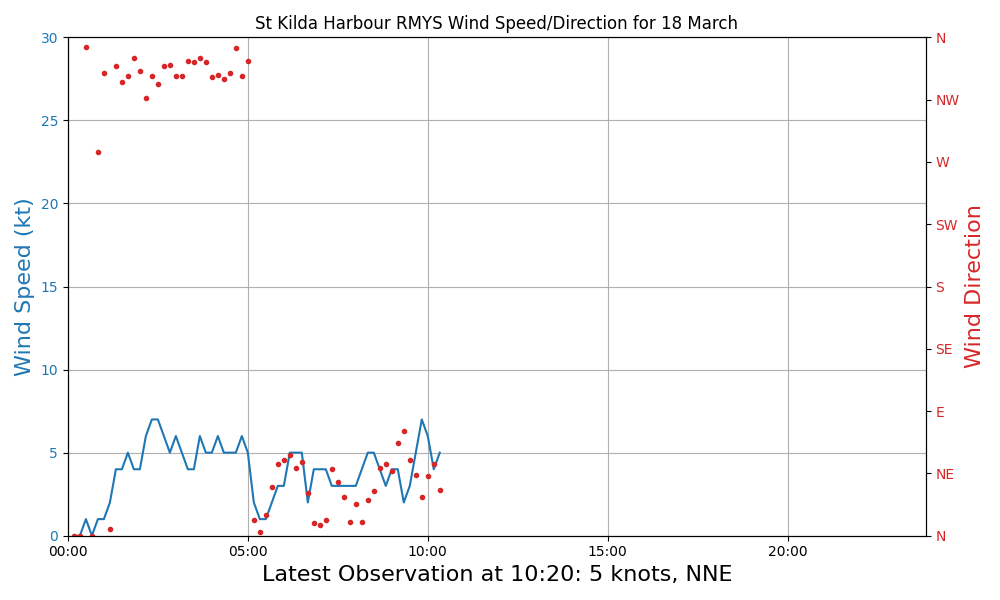 St Kilda Harbour RMYS Wind Speed/Direction for 18 March
30
25
20
15
10
5
0
Wind Speed (kt)
N
NW
W
SW
S
SE
E
NE
N
Wind Direction
00:00
05:00
10:00
15:00
20:00
Latest Observation at 10:20: 5 knots, NNE